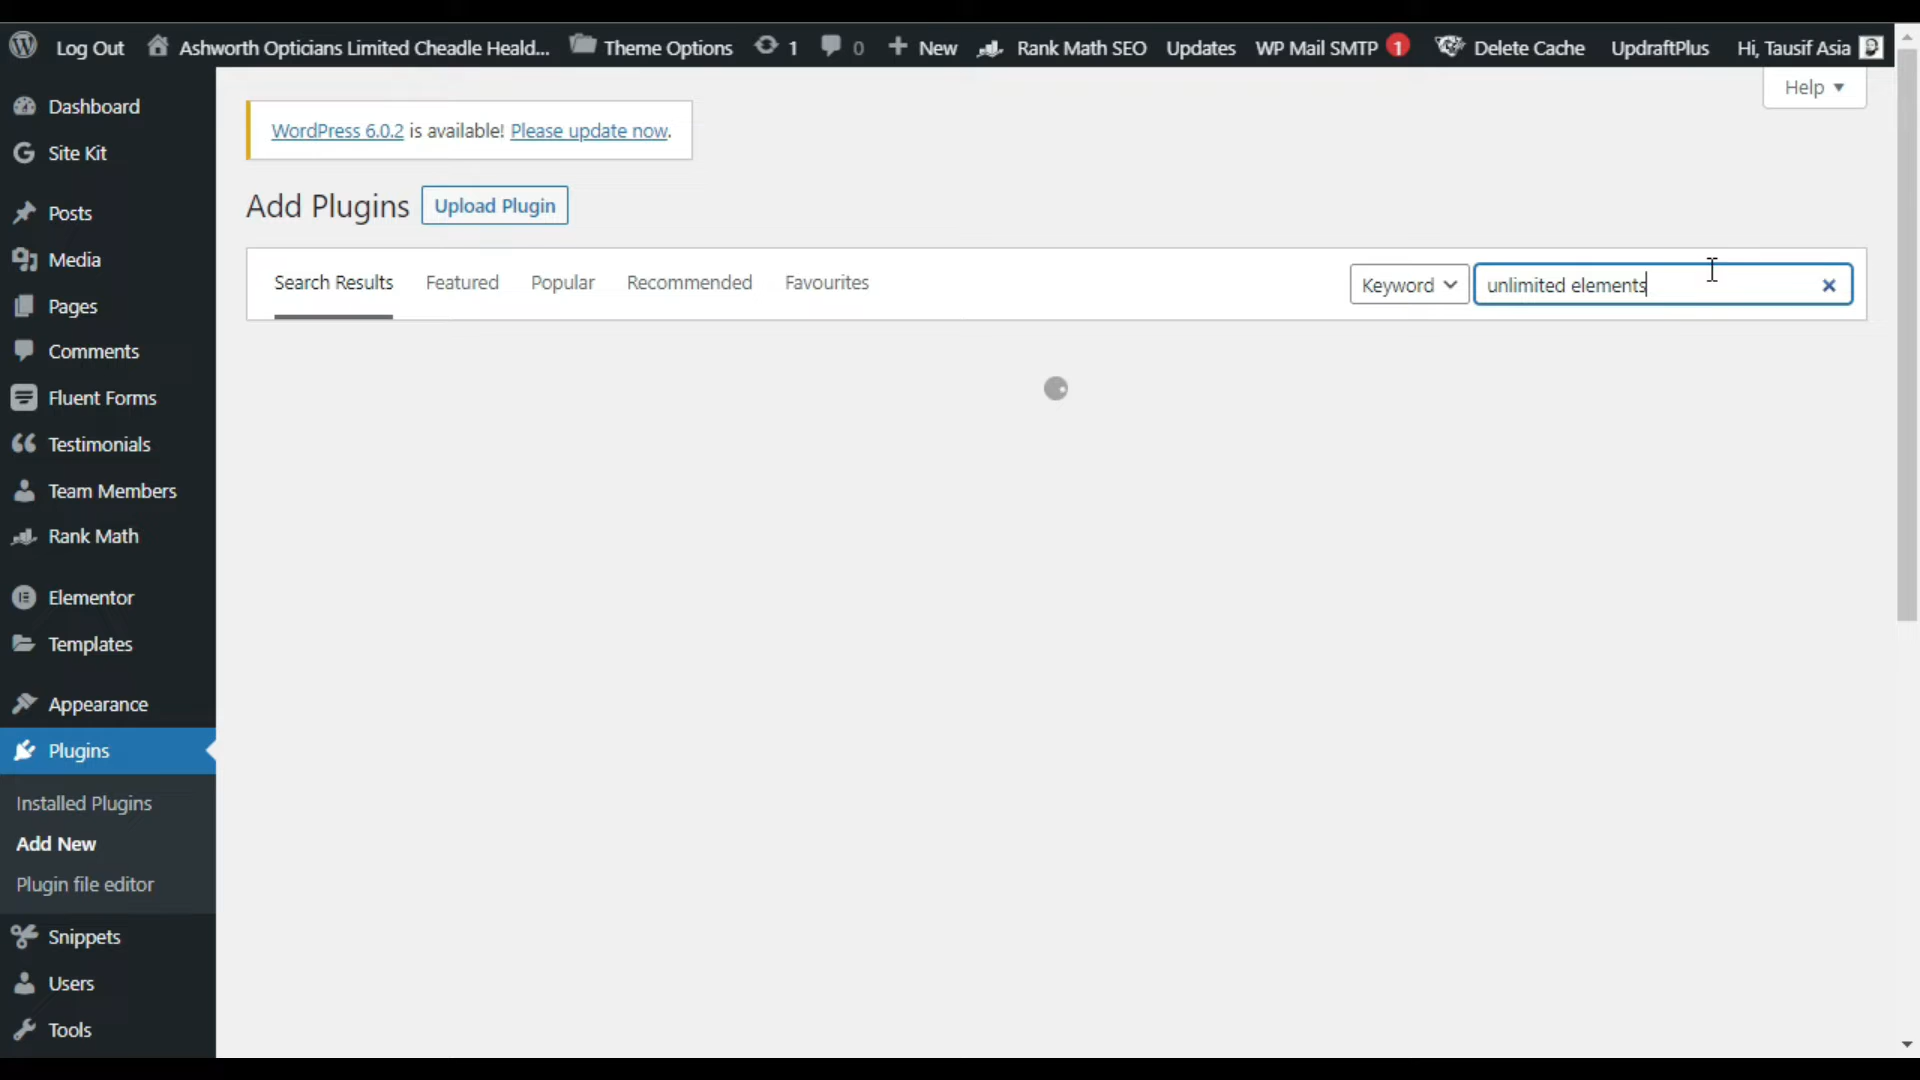 Log Out Ashworth Opticians Limited Cheadle Heald... Theme Options 1 0 New Rank Math SEO Updates WP Mail SMTP 1 Delete Cache UpdraftPlus Hi, Tausif Asia
Help
Dashboard
WordPress 6.0.2 is available! Please update now.
Site Kit
Add Plugins Upload Plugin
Posts
Media
Search Results Featured Popular Recommended Favourites Keyword unlimited elements
Pages
Comments
Fluent Forms
Testimonials
Team Members
Rank Math
Elementor
Templates
Appearance
Plugins
Installed Plugins
Add New
Plugin file editor
Snippets
Users
Tools